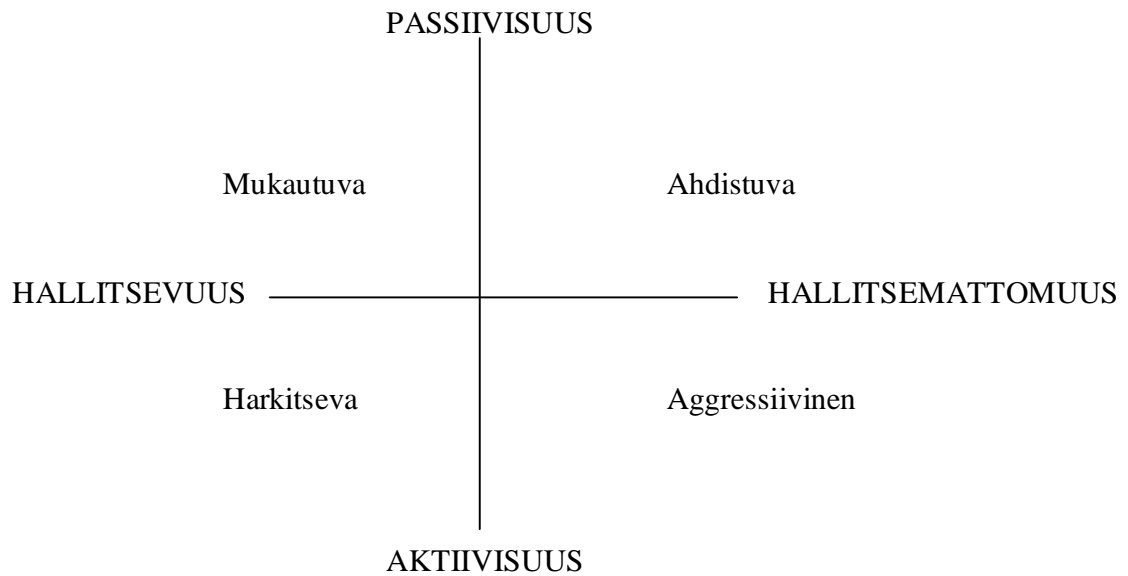 PASSIIVISUUS
Mukautuva Ahdistuva
HALLITSEVUUS HALLITSEMATTOMUUS
Harkitseva Aggressiivinen
AKTIIVISUUS